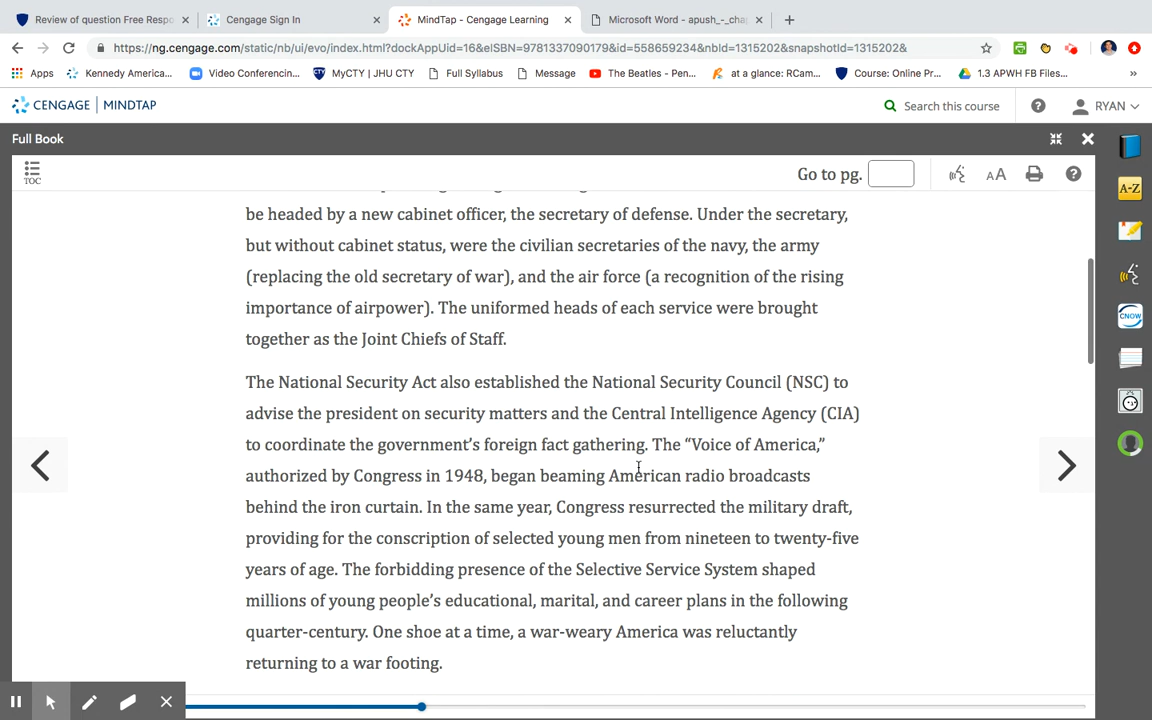 Review of question Free Respo
Cengage Sign In
MindTap - Cengage Learning
Microsoft Word - apush_-_cha
https://ng.cengage.com/static/nb/ui/evo/index.html?dockAppUid=16&eISBN=9781337090179&id=558659234&nbId=1315202&snapshotId=1315202&
Apps
Kennedy America...
Video Conferencin...
MyCTY | JHU CTY
Full Syllabus
Message
The Beatles - Pen...
at a glance: RCam...
Course: Online Pr...
1.3 APWH FB Files...
»
CENGAGE | MINDTAP
Search this course
RYAN
Full Book
TOC
Go to pg.
AA
A-Z
CNOW
be headed by a new cabinet officer, the secretary of defense. Under the secretary,
but without cabinet status, were the civilian secretaries of the navy, the army
(replacing the old secretary of war), and the air force (a recognition of the rising
importance of airpower). The uniformed heads of each service were brought
together as the Joint Chiefs of Staff.
The National Security Act also established the National Security Council (NSC) to
advise the president on security matters and the Central Intelligence Agency (CIA)
to coordinate the government’s foreign fact gathering. The “Voice of America,”
authorized by Congress in 1948, began beaming American radio broadcasts
behind the iron curtain. In the same year, Congress resurrected the military draft,
providing for the conscription of selected young men from nineteen to twenty-five
years of age. The forbidding presence of the Selective Service System shaped
millions of young people’s educational, marital, and career plans in the following
quarter-century. One shoe at a time, a war-weary America was reluctantly
returning to a war footing.